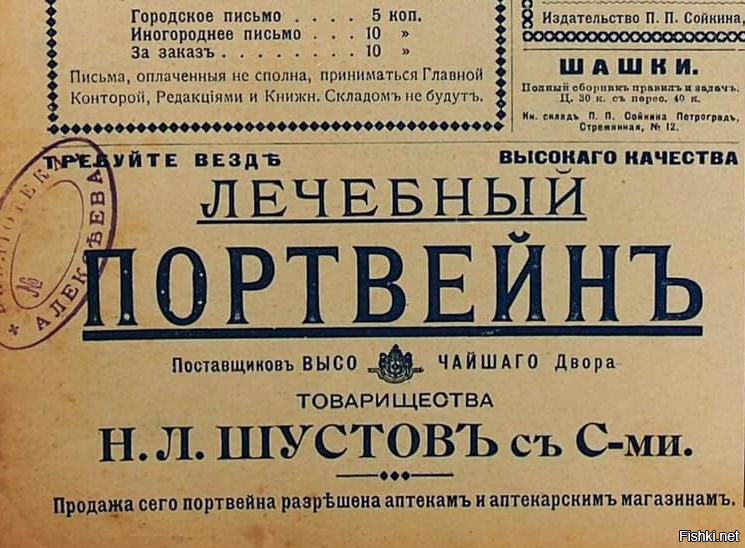 Городское письмо . . . . 5 коп.
Иногороднее письмо . . . 10 »
За заказъ . . . . . . . . 10 »
Письма, оплаченныя не сполна, приниматься Главной
Конторой, Редакціями и Книжн. Складомъ не будутъ.
Издательство П. П. Сойкина,
ШАШКИ.
Полный сборникъ правилъ и задачъ.
Ц. 30 к. съ перес. 40 к.
Кн. складъ П. П. Сойкина Петроградъ,
Стремянная, № 12.
ТРЕБУЙТЕ ВЕЗДѢ
ВЫСОКАГО КАЧЕСТВА
ЛЕЧЕБНЫЙ
ПОРТВЕЙНЪ
Поставщиковъ ВЫСОЧАЙШАГО Двора
ТОВАРИЩЕСТВА
Н. Л. ШУСТОВЪ съ С-ми.
Продажа сего портвейна разрѣшена аптекамъ и аптекарскимъ магазинамъ.
№
АЛЕКСѢЕВА
Fishki.net